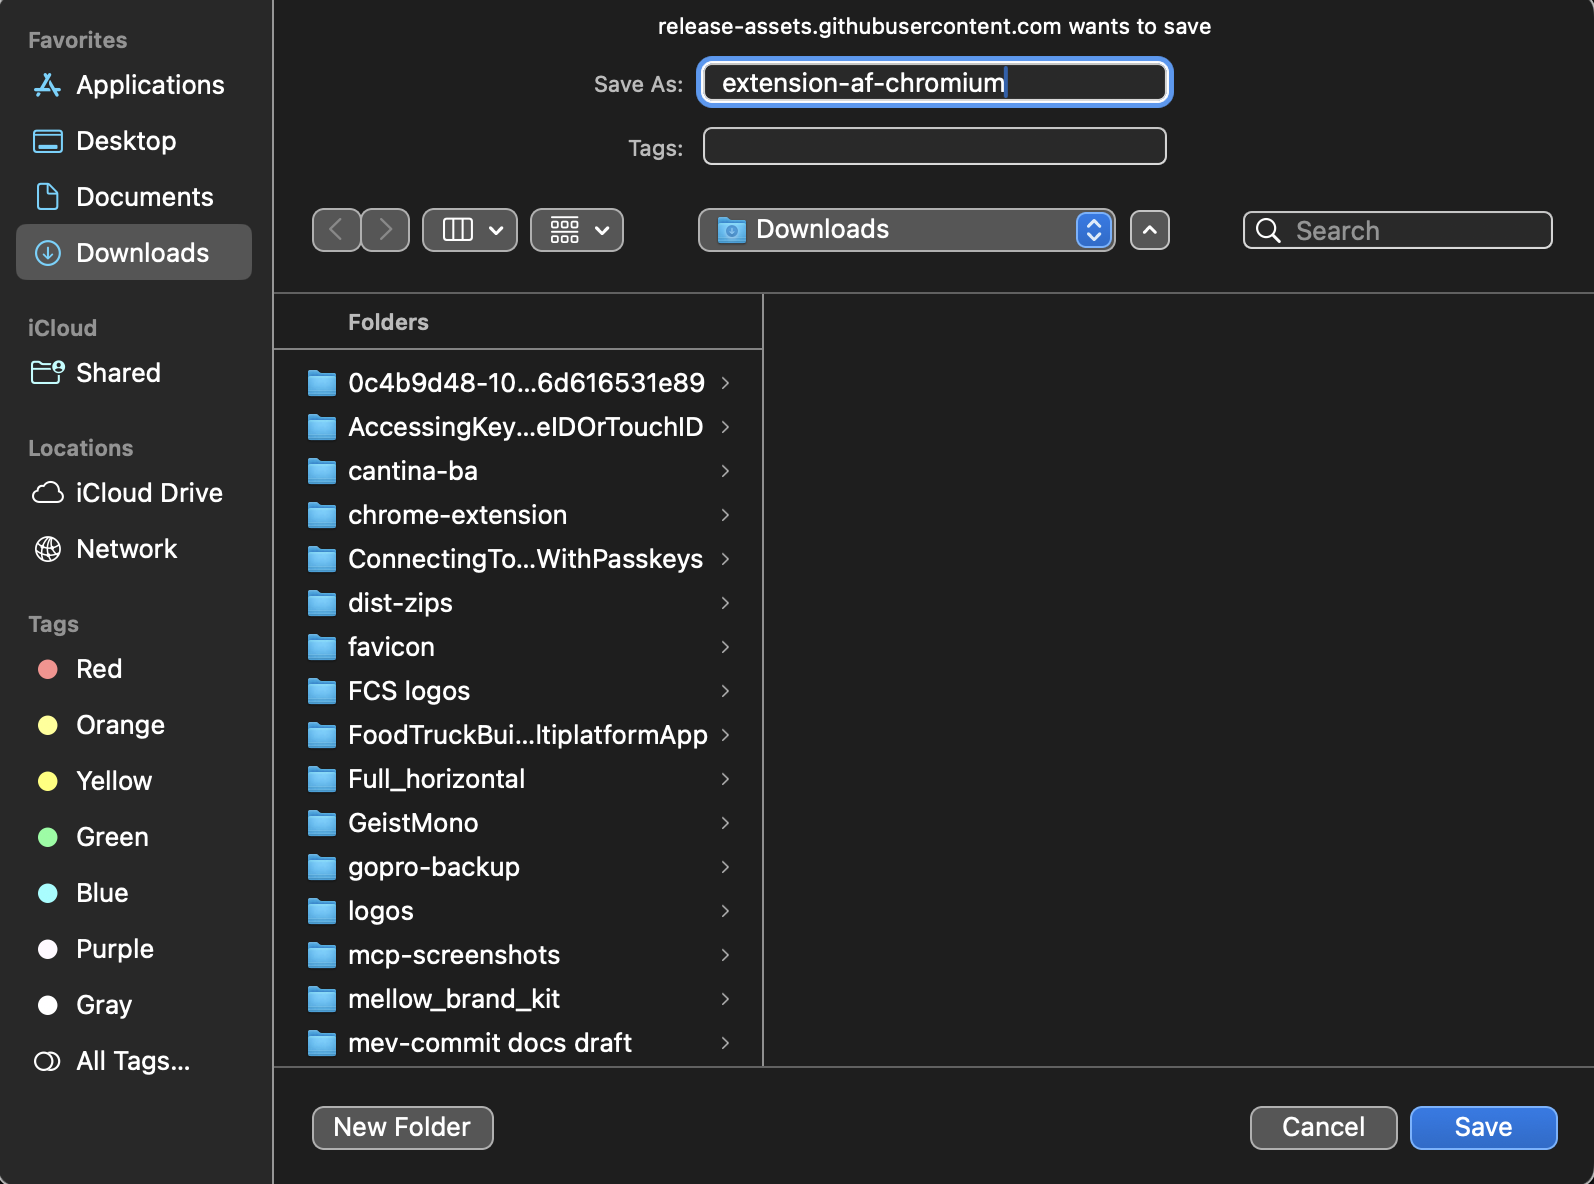 Favorites
Applications
Desktop
Documents
Downloads
iCloud
Shared
Locations
iCloud Drive
Network
Tags
Red
Orange
Yellow
Green
Blue
Purple
Gray
All Tags...
release-assets.githubusercontent.com wants to save
Save As: extension-af-chromium
Tags:
Downloads
Search
Folders
0c4b9d48-10...6d616531e89
AccessingKey...eIDOrTouchID
cantina-ba
chrome-extension
ConnectingTo...WithPasskeys
dist-zips
favicon
FCS logos
FoodTruckBui...ltiplatformApp
Full_horizontal
GeistMono
gopro-backup
logos
mcp-screenshots
mellow_brand_kit
mev-commit docs draft
New Folder
Cancel
Save